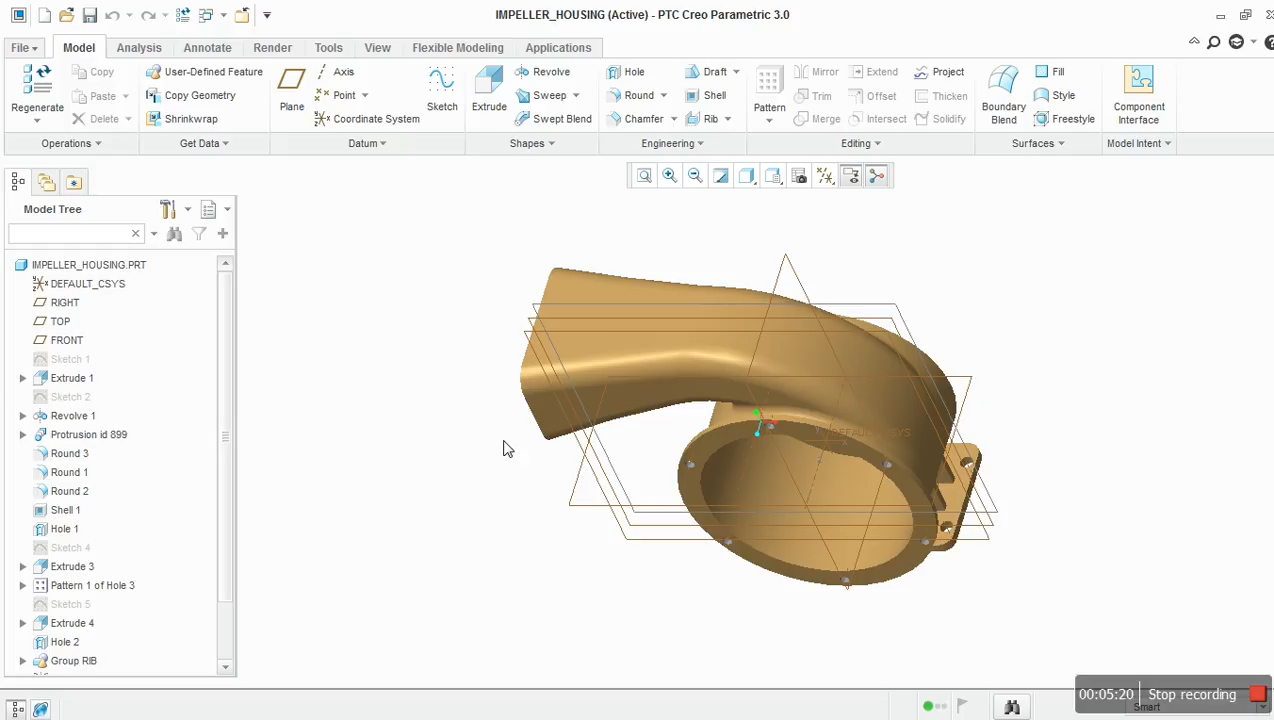 IMPELLER_HOUSING (Active) - PTC Creo Parametric 3.0
File Model Analysis Annotate Render Tools View Flexible Modeling Applications
Regenerate
Copy
Paste
Delete
Operations
User-Defined Feature
Copy Geometry
Shrinkwrap
Get Data
Plane
Axis
Point
Coordinate System
Sketch
Datum
Extrude
Revolve
Sweep
Swept Blend
Shapes
Hole
Round
Chamfer
Draft
Shell
Rib
Engineering
Pattern
Mirror
Trim
Merge
Extend
Offset
Intersect
Project
Thicken
Solidify
Editing
Boundary
Blend
Fill
Style
Freestyle
Surfaces
Component
Interface
Model Intent
Model Tree
IMPELLER_HOUSING.PRT
DEFAULT_CSYS
RIGHT
TOP
FRONT
Sketch 1
Extrude 1
Sketch 2
Revolve 1
Protrusion id 899
Round 3
Round 1
Round 2
Shell 1
Hole 1
Sketch 4
Extrude 3
Pattern 1 of Hole 3
Sketch 5
Extrude 4
Hole 2
Group RIB
DEFAULT_CSYS
00:05:20 Stop recording
Smart